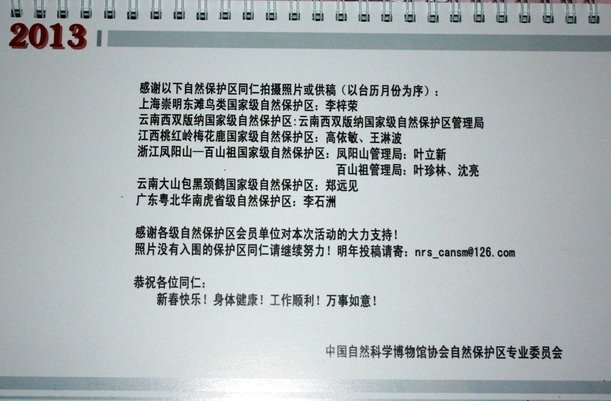 2013
感谢以下自然保护区同仁拍摄照片或供稿（以台历月份为序）：
上海崇明东滩鸟类国家级自然保护区：李梓荣
云南西双版纳国家级自然保护区:云南西双版纳国家级自然保护区管理局
江西桃红岭梅花鹿国家级自然保护区：高依敏、王淋波
浙江凤阳山—百山祖国家级自然保护区：凤阳山管理局：叶立新
百山祖管理局：叶珍林、沈亮
云南大山包黑颈鹤国家级自然保护区：郑远见
广东粤北华南虎省级自然保护区：李石洲
感谢各级自然保护区会员单位对本次活动的大力支持！
照片没有入围的保护区同仁请继续努力！明年投稿请寄：nrs_cansm@126.com
恭祝各位同仁：
新春快乐！身体健康！工作顺利！万事如意！
中国自然科学博物馆协会自然保护区专业委员会